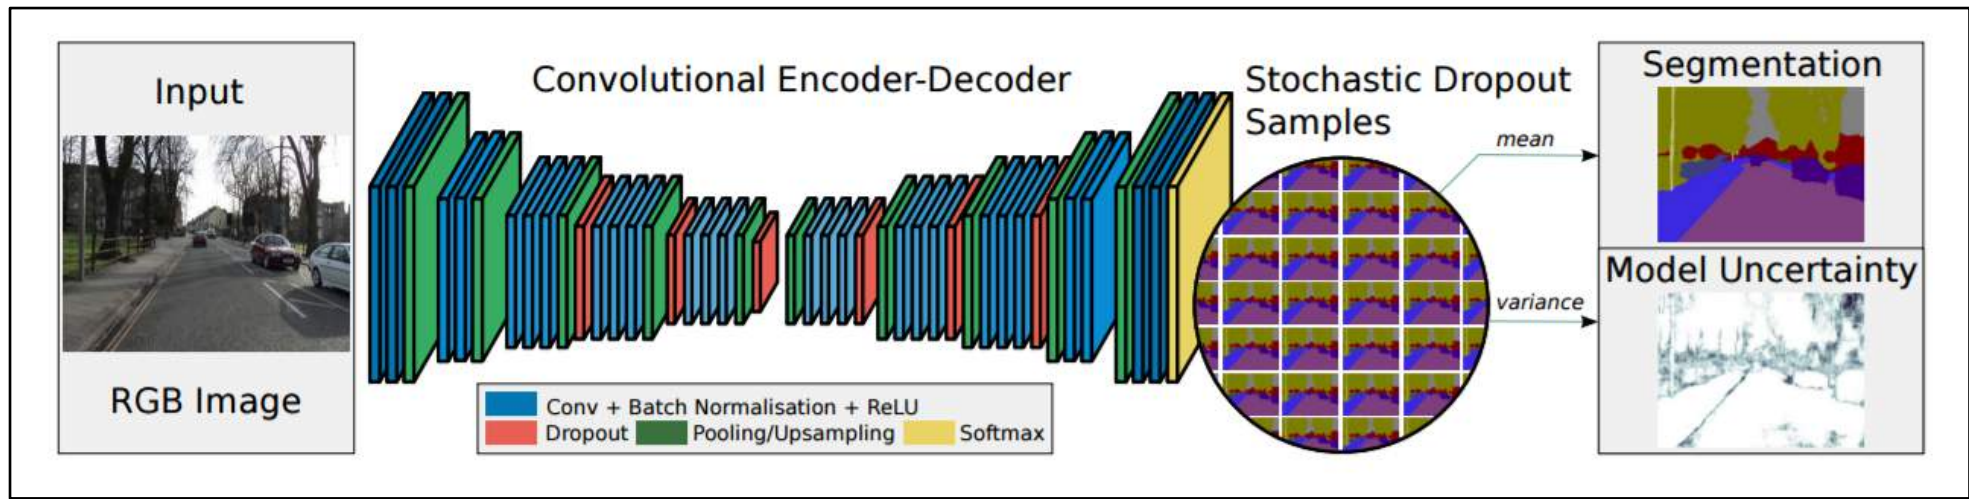 Input
RGB Image
Convolutional Encoder-Decoder
Conv + Batch Normalisation + ReLU
Dropout
Pooling/Upsampling
Softmax
Stochastic Dropout
Samples
mean
variance
Segmentation
Model Uncertainty